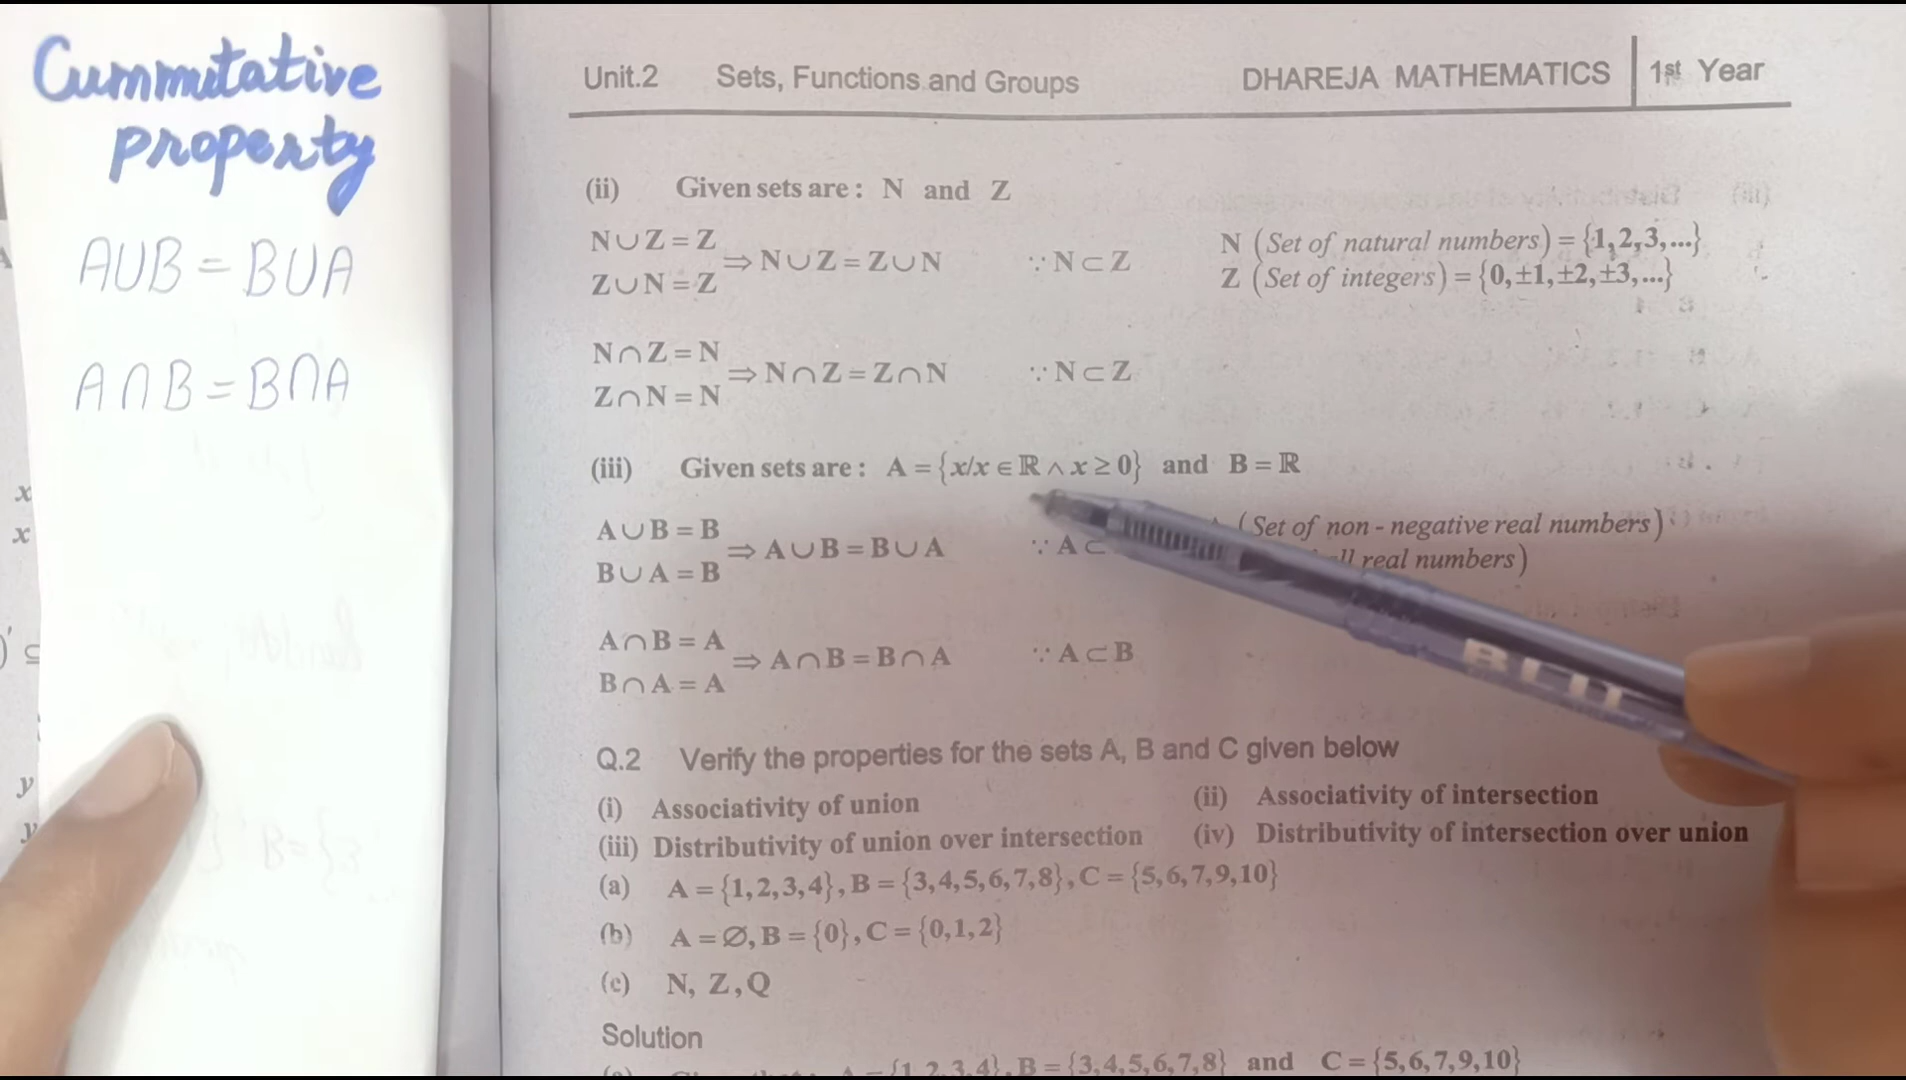 Cummutative
property
A∪B = B∪A
A∩B = B∩A
x
x
)' ⊆
y
y
Unit.2 Sets, Functions and Groups DHAREJA MATHEMATICS 1st Year
(ii) Given sets are : N and Z
N∪Z = Z
Z∪N = Z
⇒ N∪Z = Z∪N ∵ N⊂Z
N (Set of natural numbers) = {1,2,3,...}
Z (Set of integers) = {0,±1,±2,±3,...}
N∩Z = N
Z∩N = N
⇒ N∩Z = Z∩N ∵ N⊂Z
(iii) Given sets are : A = {x/x∈ℝ∧x≥0} and B = ℝ
A∪B = B
B∪A = B
⇒ A∪B = B∪A ∵ A⊂
(Set of non - negative real numbers)
real numbers)
A∩B = A
B∩A = A
⇒ A∩B = B∩A ∵ A⊂B
Q.2 Verify the properties for the sets A, B and C given below
(i) Associativity of union (ii) Associativity of intersection
(iii) Distributivity of union over intersection (iv) Distributivity of intersection over union
(a) A = {1,2,3,4}, B = {3,4,5,6,7,8}, C = {5,6,7,9,10}
(b) A = ∅, B = {0}, C = {0,1,2}
(c) N, Z, Q
Solution
A = {1,2,3,4}, B = {3,4,5,6,7,8} and C = {5,6,7,9,10}